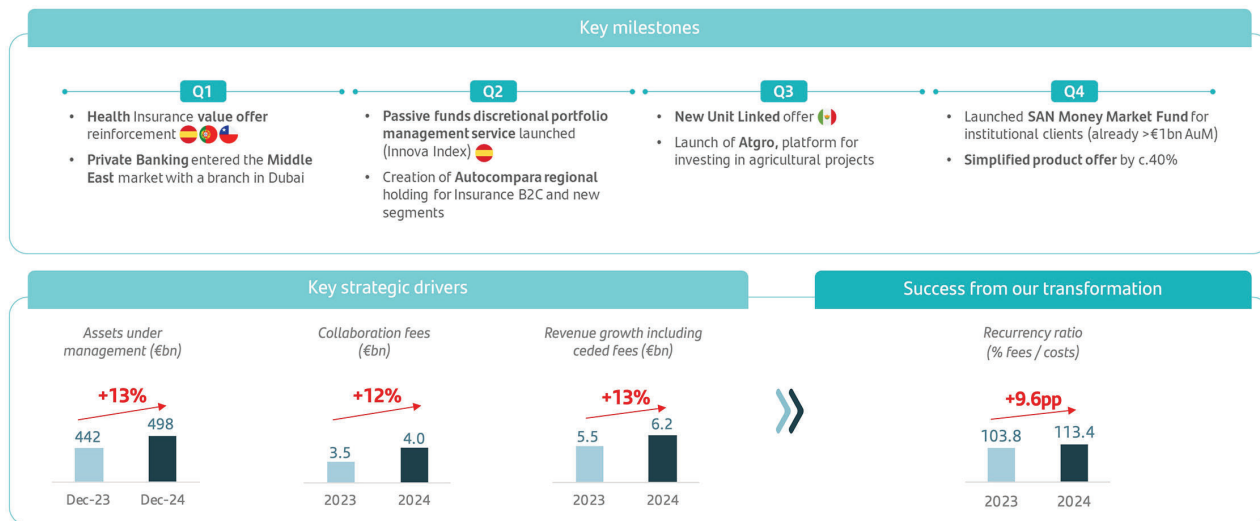 Key milestones
Q1
• Health Insurance value offer
reinforcement
• Private Banking entered the Middle
East market with a branch in Dubai
Q2
• Passive funds discretional portfolio
management service launched
(Innova Index)
• Creation of Autocompara regional
holding for Insurance B2C and new
segments
Q3
• New Unit Linked offer
• Launch of Atgro, platform for
investing in agricultural projects
Q4
• Launched SAN Money Market Fund for
institutional clients (already >€1bn AuM)
• Simplified product offer by c.40%
Key strategic drivers
Assets under
management (€bn)
+13%
442
498
Dec-23
Dec-24
Collaboration fees
(€bn)
+12%
3.5
4.0
2023
2024
Revenue growth including
ceded fees (€bn)
+13%
5.5
6.2
2023
2024
Success from our transformation
Recurrency ratio
(% fees / costs)
+9.6pp
103.8
113.4
2023
2024